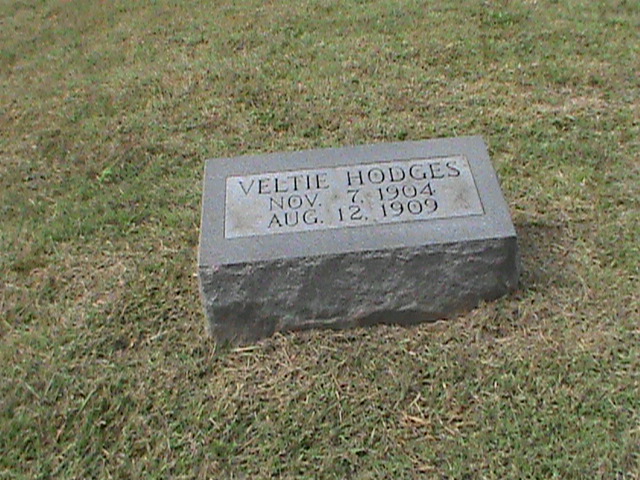 VELTIE HODGES
NOV. 7, 1904
AUG. 12, 1909